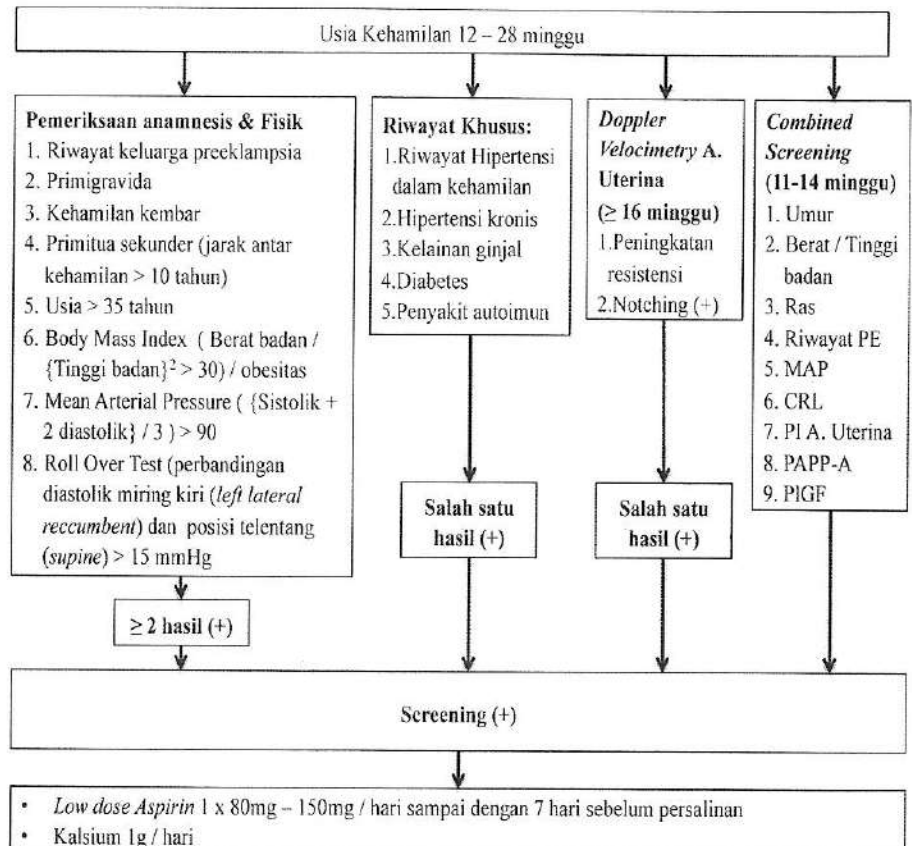 Usia Kehamilan 12 – 28 minggu
Pemeriksaan anamnesis & Fisik
1. Riwayat keluarga preeklampsia
2. Primigravida
3. Kehamilan kembar
4. Primitua sekunder (jarak antar
kehamilan > 10 tahun)
5. Usia > 35 tahun
6. Body Mass Index ( Berat badan /
{Tinggi badan}² > 30) / obesitas
7. Mean Arterial Pressure ( {Sistolik +
2 diastolik} / 3 ) > 90
8. Roll Over Test (perbandingan
diastolik miring kiri (left lateral
reccumbent) dan posisi telentang
(supine) > 15 mmHg
≥ 2 hasil (+)
Riwayat Khusus:
1.Riwayat Hipertensi
dalam kehamilan
2.Hipertensi kronis
3.Kelainan ginjal
4.Diabetes
5.Penyakit autoimun
Salah satu
hasil (+)
Doppler
Velocimetry A.
Uterina
(≥ 16 minggu)
1.Peningkatan
resistensi
2.Notching (+)
Salah satu
hasil (+)
Combined
Screening
(11-14 minggu)
1. Umur
2. Berat / Tinggi
badan
3. Ras
4. Riwayat PE
5. MAP
6. CRL
7. PI A. Uterina
8. PAPP-A
9. PIGF
Screening (+)
• Low dose Aspirin 1 x 80mg – 150mg / hari sampai dengan 7 hari sebelum persalinan
• Kalsium 1g / hari